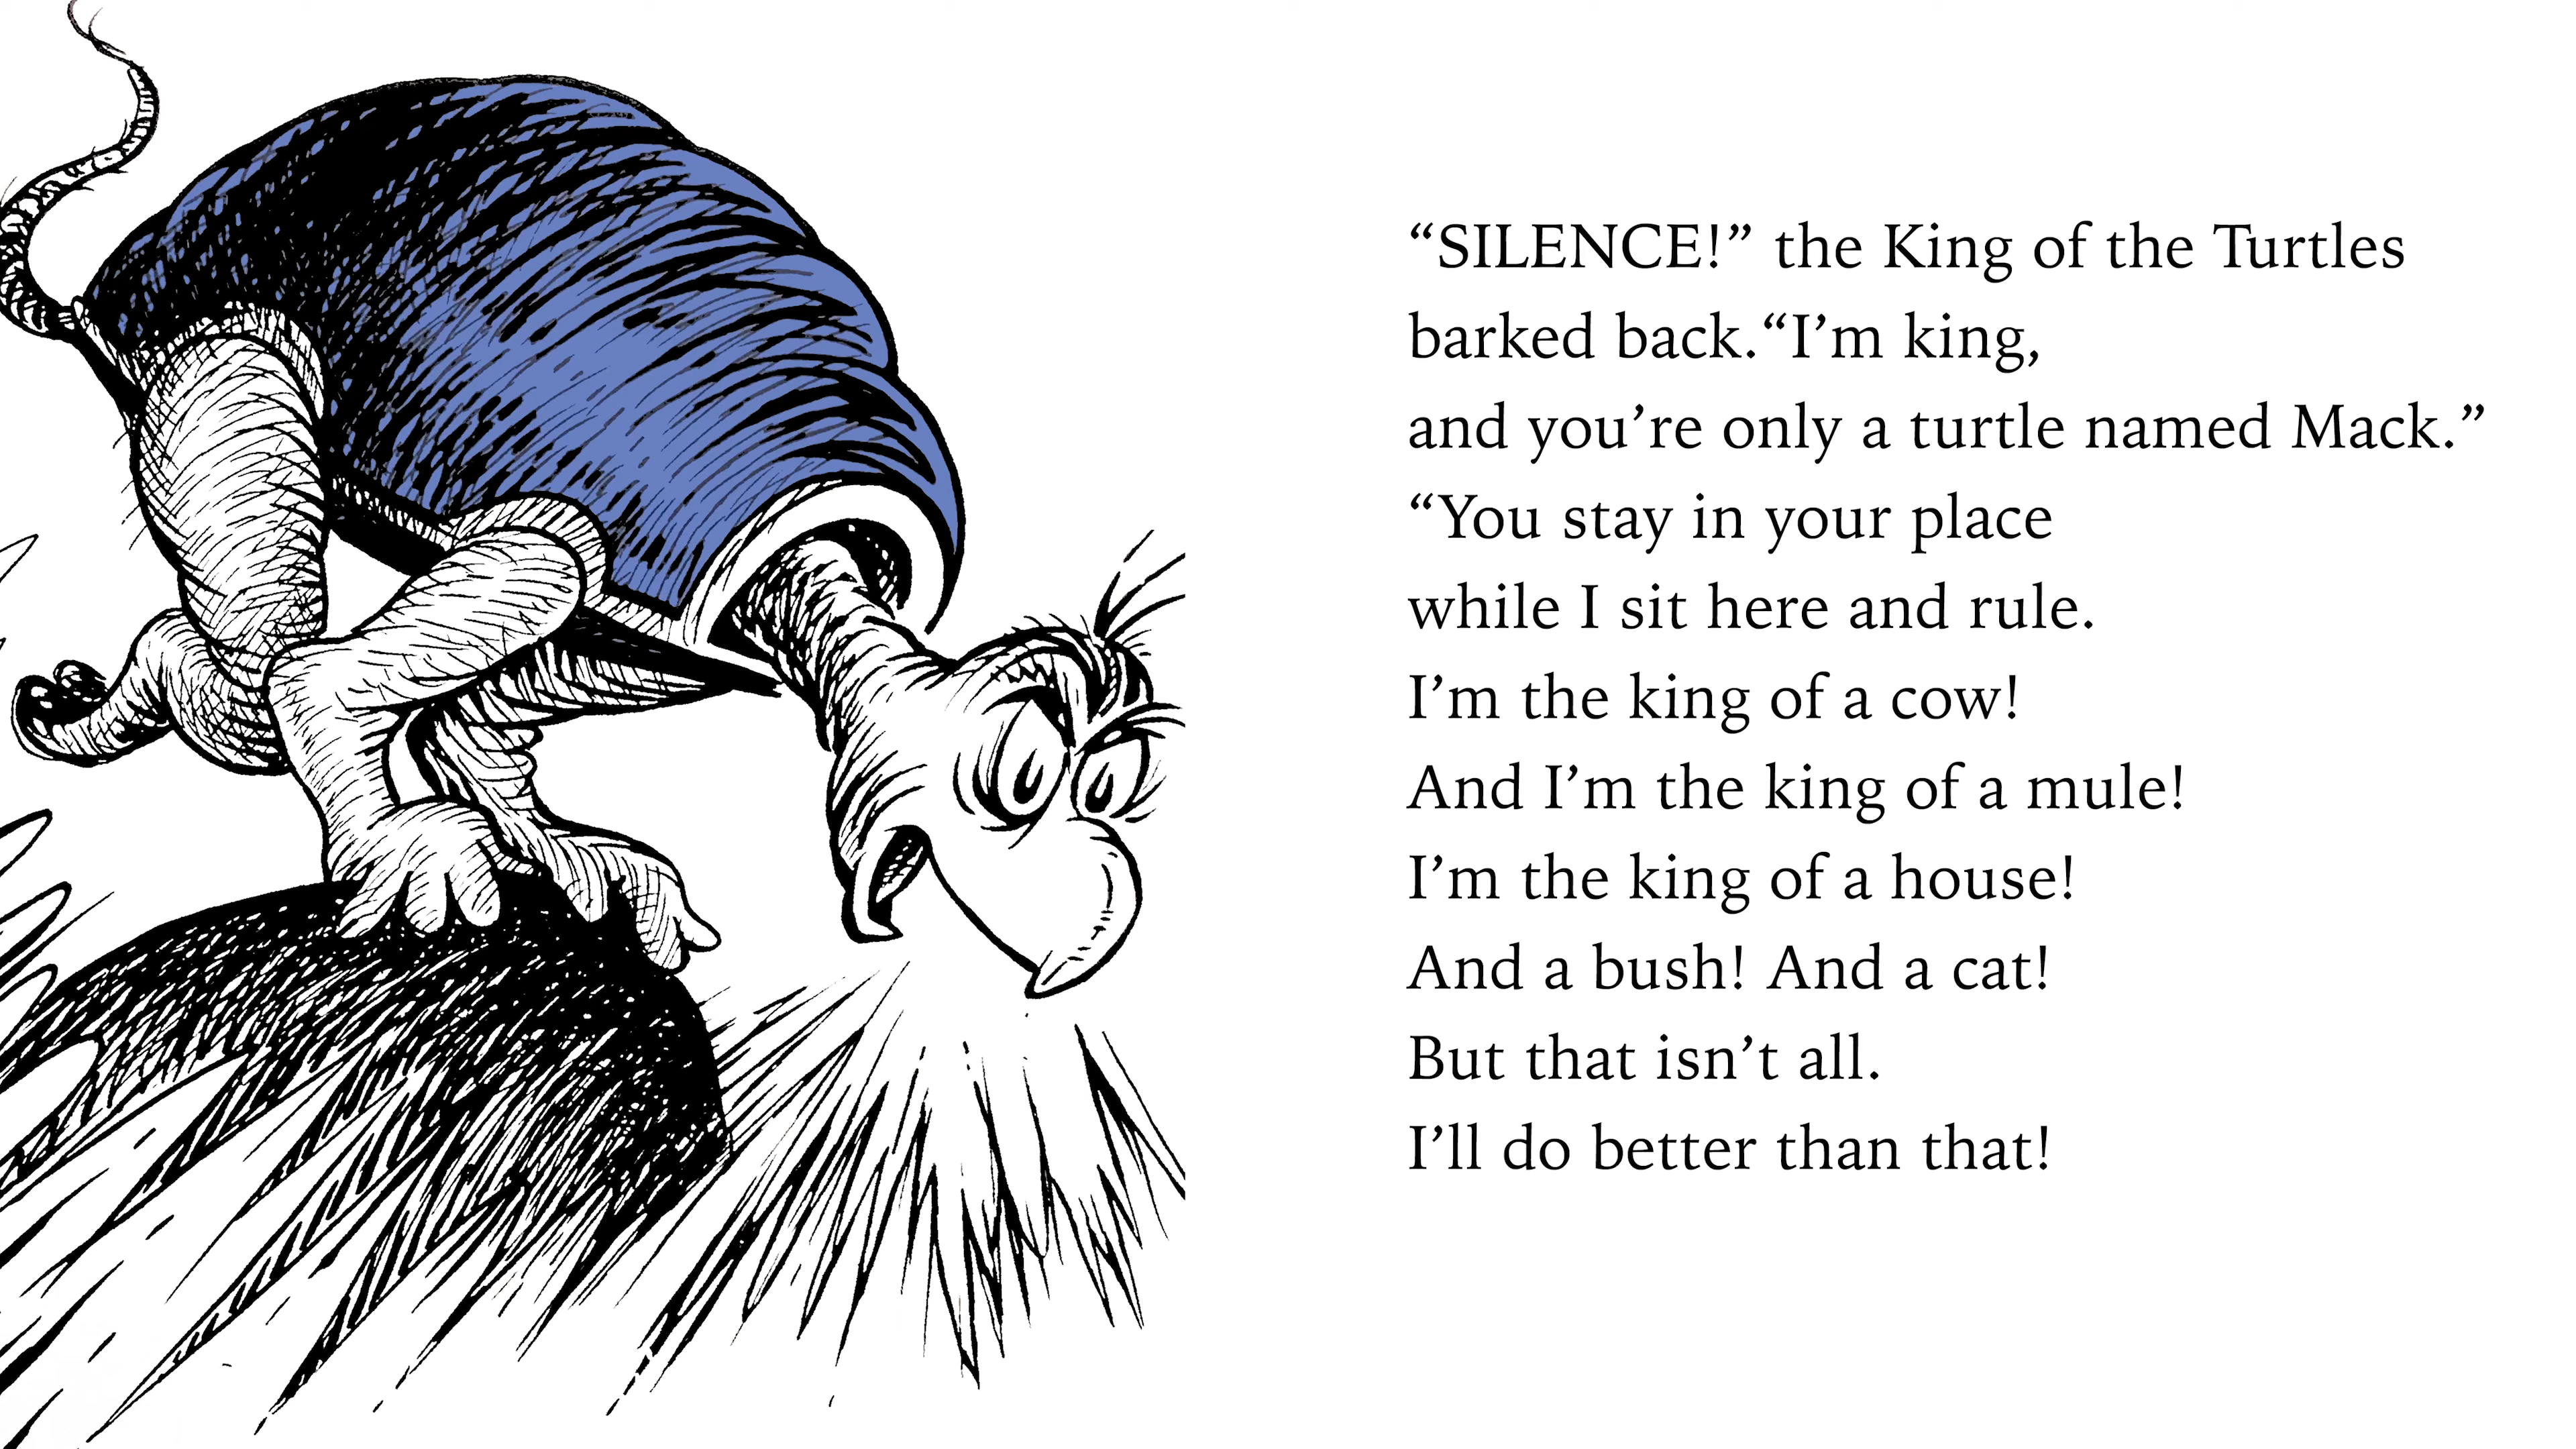 “SILENCE!” the King of the Turtles
barked back.“I’m king,
and you’re only a turtle named Mack.”
“You stay in your place
while I sit here and rule.
I’m the king of a cow!
And I’m the king of a mule!
I’m the king of a house!
And a bush! And a cat!
But that isn’t all.
I’ll do better than that!